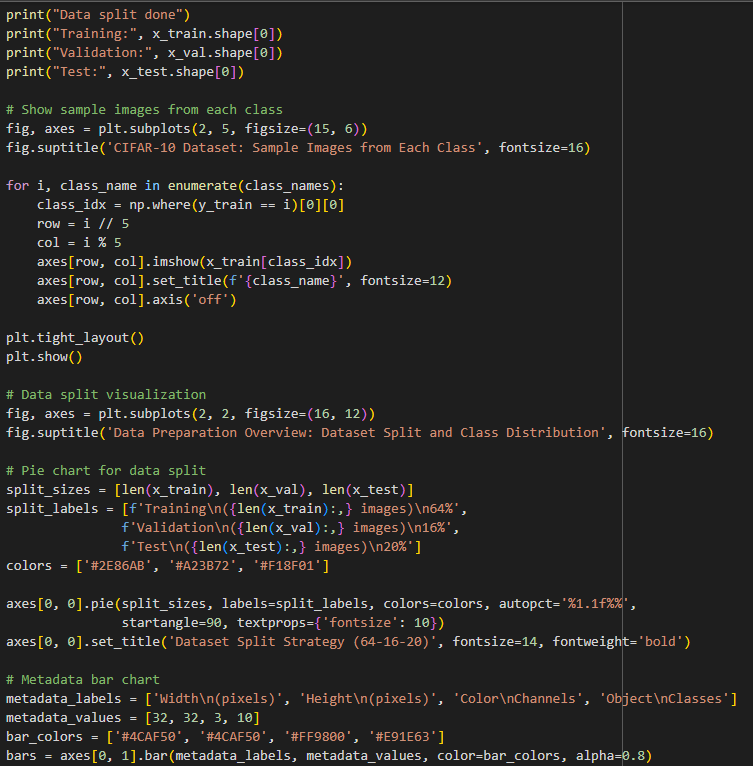 print("Data split done")
print("Training:", x_train.shape[0])
print("Validation:", x_val.shape[0])
print("Test:", x_test.shape[0])

# Show sample images from each class
fig, axes = plt.subplots(2, 5, figsize=(15, 6))
fig.suptitle('CIFAR-10 Dataset: Sample Images from Each Class', fontsize=16)

for i, class_name in enumerate(class_names):
    class_idx = np.where(y_train == i)[0][0]
    row = i // 5
    col = i % 5
    axes[row, col].imshow(x_train[class_idx])
    axes[row, col].set_title(f'{class_name}', fontsize=12)
    axes[row, col].axis('off')

plt.tight_layout()
plt.show()

# Data split visualization
fig, axes = plt.subplots(2, 2, figsize=(16, 12))
fig.suptitle('Data Preparation Overview: Dataset Split and Class Distribution', fontsize=16)

# Pie chart for data split
split_sizes = [len(x_train), len(x_val), len(x_test)]
split_labels = [f'Training\n({len(x_train):,} images)\n64%',
               f'Validation\n({len(x_val):,} images)\n16%',
               f'Test\n({len(x_test):,} images)\n20%']
colors = ['#2E86AB', '#A23B72', '#F18F01']

axes[0, 0].pie(split_sizes, labels=split_labels, colors=colors, autopct='%1.1f%%',
               startangle=90, textprops={'fontsize': 10})
axes[0, 0].set_title('Dataset Split Strategy (64-16-20)', fontsize=14, fontweight='bold')

# Metadata bar chart
metadata_labels = ['Width\n(pixels)', 'Height\n(pixels)', 'Color\nChannels', 'Object\nClasses']
metadata_values = [32, 32, 3, 10]
bar_colors = ['#4CAF50', '#4CAF50', '#FF9800', '#E91E63']
bars = axes[0, 1].bar(metadata_labels, metadata_values, color=bar_colors, alpha=0.8)